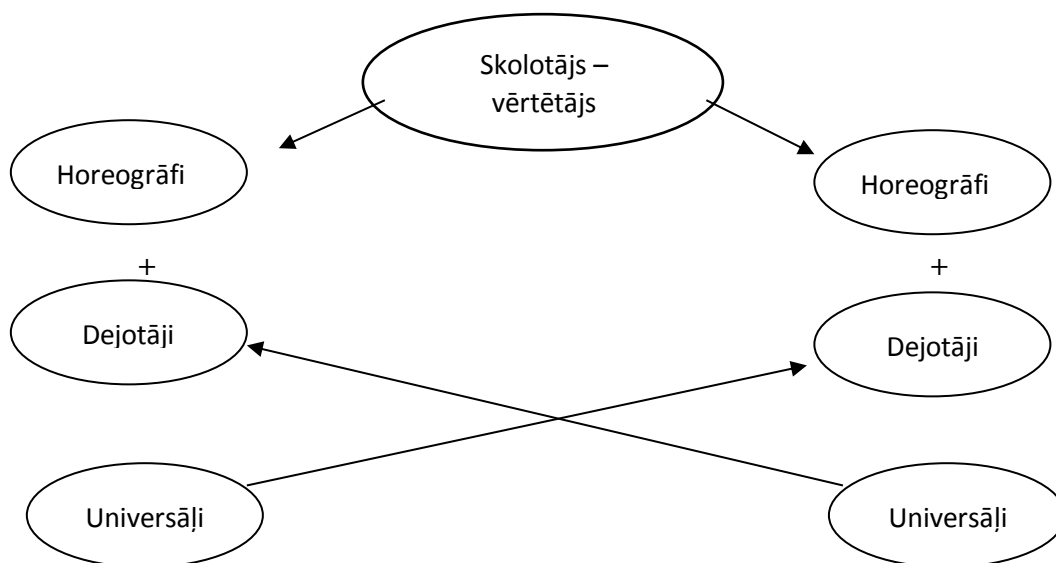 Skolotājs –
vērtētājs
Horeogrāfi
Horeogrāfi
+
+
Dejotāji
Dejotāji
Universāļi
Universāļi